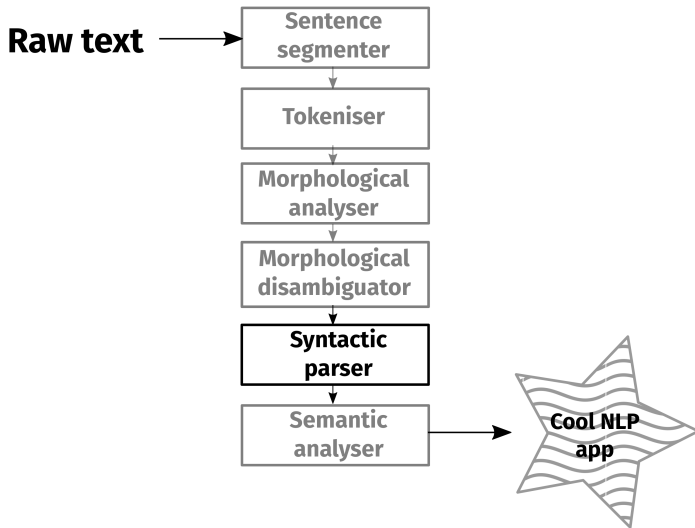 Raw text
Sentence
segmenter
Tokeniser
Morphological
analyser
Morphological
disambiguator
Syntactic
parser
Semantic
analyser
Cool NLP
app